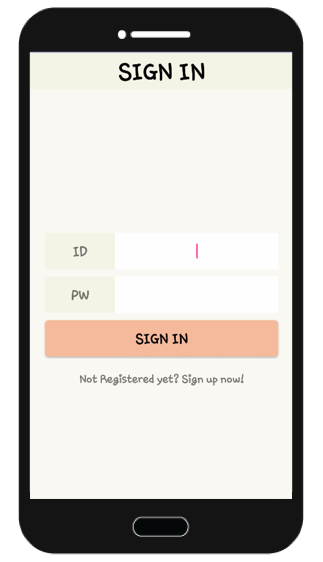 SIGN IN
ID
PW
SIGN IN
Not Registered yet? Sign up now!